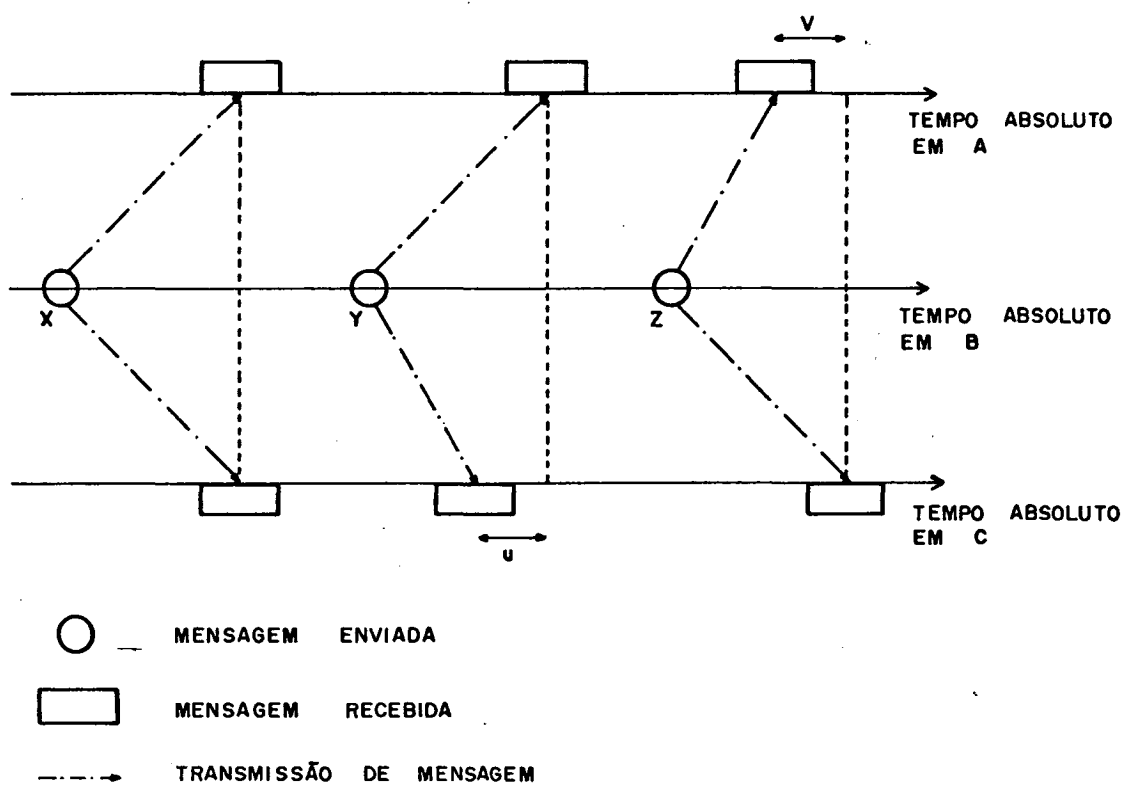 V
TEMPO ABSOLUTO
EM A
X
Y
Z
TEMPO ABSOLUTO
EM B
TEMPO ABSOLUTO
EM C
u
MENSAGEM ENVIADA
MENSAGEM RECEBIDA
TRANSMISSÃO DE MENSAGEM